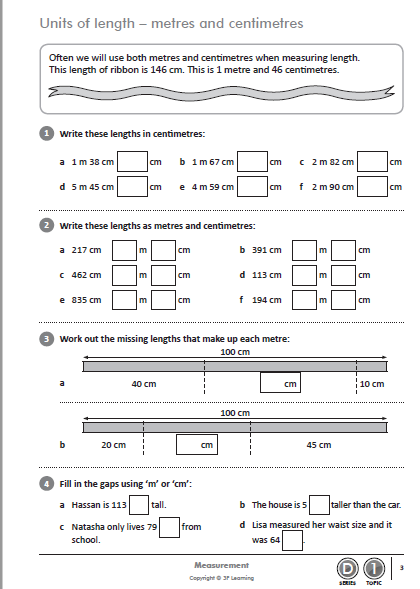 Units of length – metres and centimetres
Often we will use both metres and centimetres when measuring length.
This length of ribbon is 146 cm. This is 1 metre and 46 centimetres.
1 Write these lengths in centimetres:
a 1 m 38 cm cm b 1 m 67 cm cm c 2 m 82 cm cm
d 5 m 45 cm cm e 4 m 59 cm cm f 2 m 90 cm cm
2 Write these lengths as metres and centimetres:
a 217 cm m cm b 391 cm m cm
c 462 cm m cm d 113 cm m cm
e 835 cm m cm f 194 cm m cm
3 Work out the missing lengths that make up each metre:
100 cm
a 40 cm cm 10 cm
100 cm
b 20 cm cm 45 cm
4 Fill in the gaps using 'm' or 'cm':
a Hassan is 113 tall. b The house is 5 taller than the car.
c Natasha only lives 79 from d Lisa measured her waist size and it
school. was 64 .
Measurement
Copyright © 3P Learning
D 1 3
SERIES TOPIC